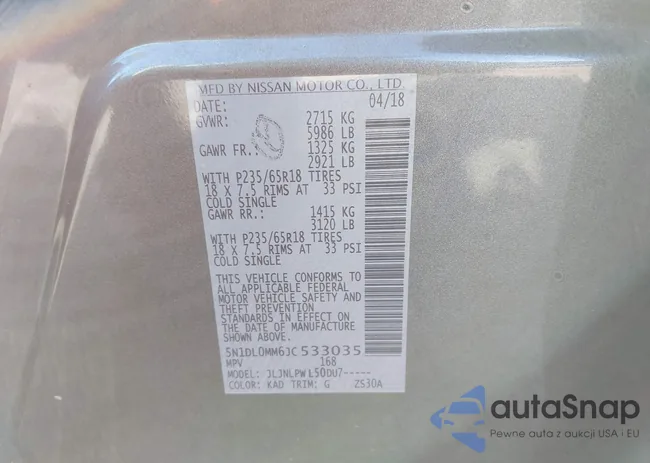 MFD BY NISSAN MOTOR CO., LTD.
DATE: 04/18
GVWR: 2715 KG
5986 LB
GAWR FR.: 1325 KG
2921 LB
WITH P235/65R18 TIRES
18 X 7.5 RIMS AT 33 PSI
COLD SINGLE
GAWR RR.: 1415 KG
3120 LB
WITH P235/65R18 TIRES
18 X 7.5 RIMS AT 33 PSI
COLD SINGLE
THIS VEHICLE CONFORMS TO
ALL APPLICABLE FEDERAL
MOTOR VEHICLE SAFETY AND
THEFT PREVENTION
STANDARDS IN EFFECT ON
THE DATE OF MANUFACTURE
SHOWN ABOVE.
5N1DL0MM6JC533035
MPV 168
MODEL: JLJNLPWL50DU7-----
COLOR: KAD TRIM: G ZS30A
autaSnap
Pewne auta z aukcji USA i EU